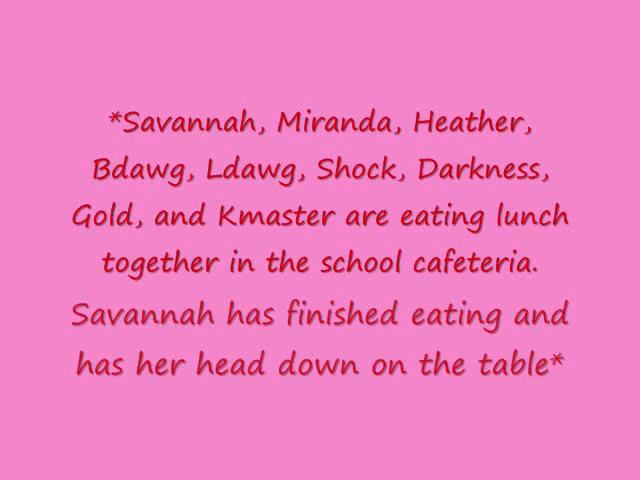 *Savannah, Miranda, Heather,
Bdawg, Ldawg, Shock, Darkness,
Gold, and Kmaster are eating lunch
together in the school cafeteria.
Savannah has finished eating and
has her head down on the table*